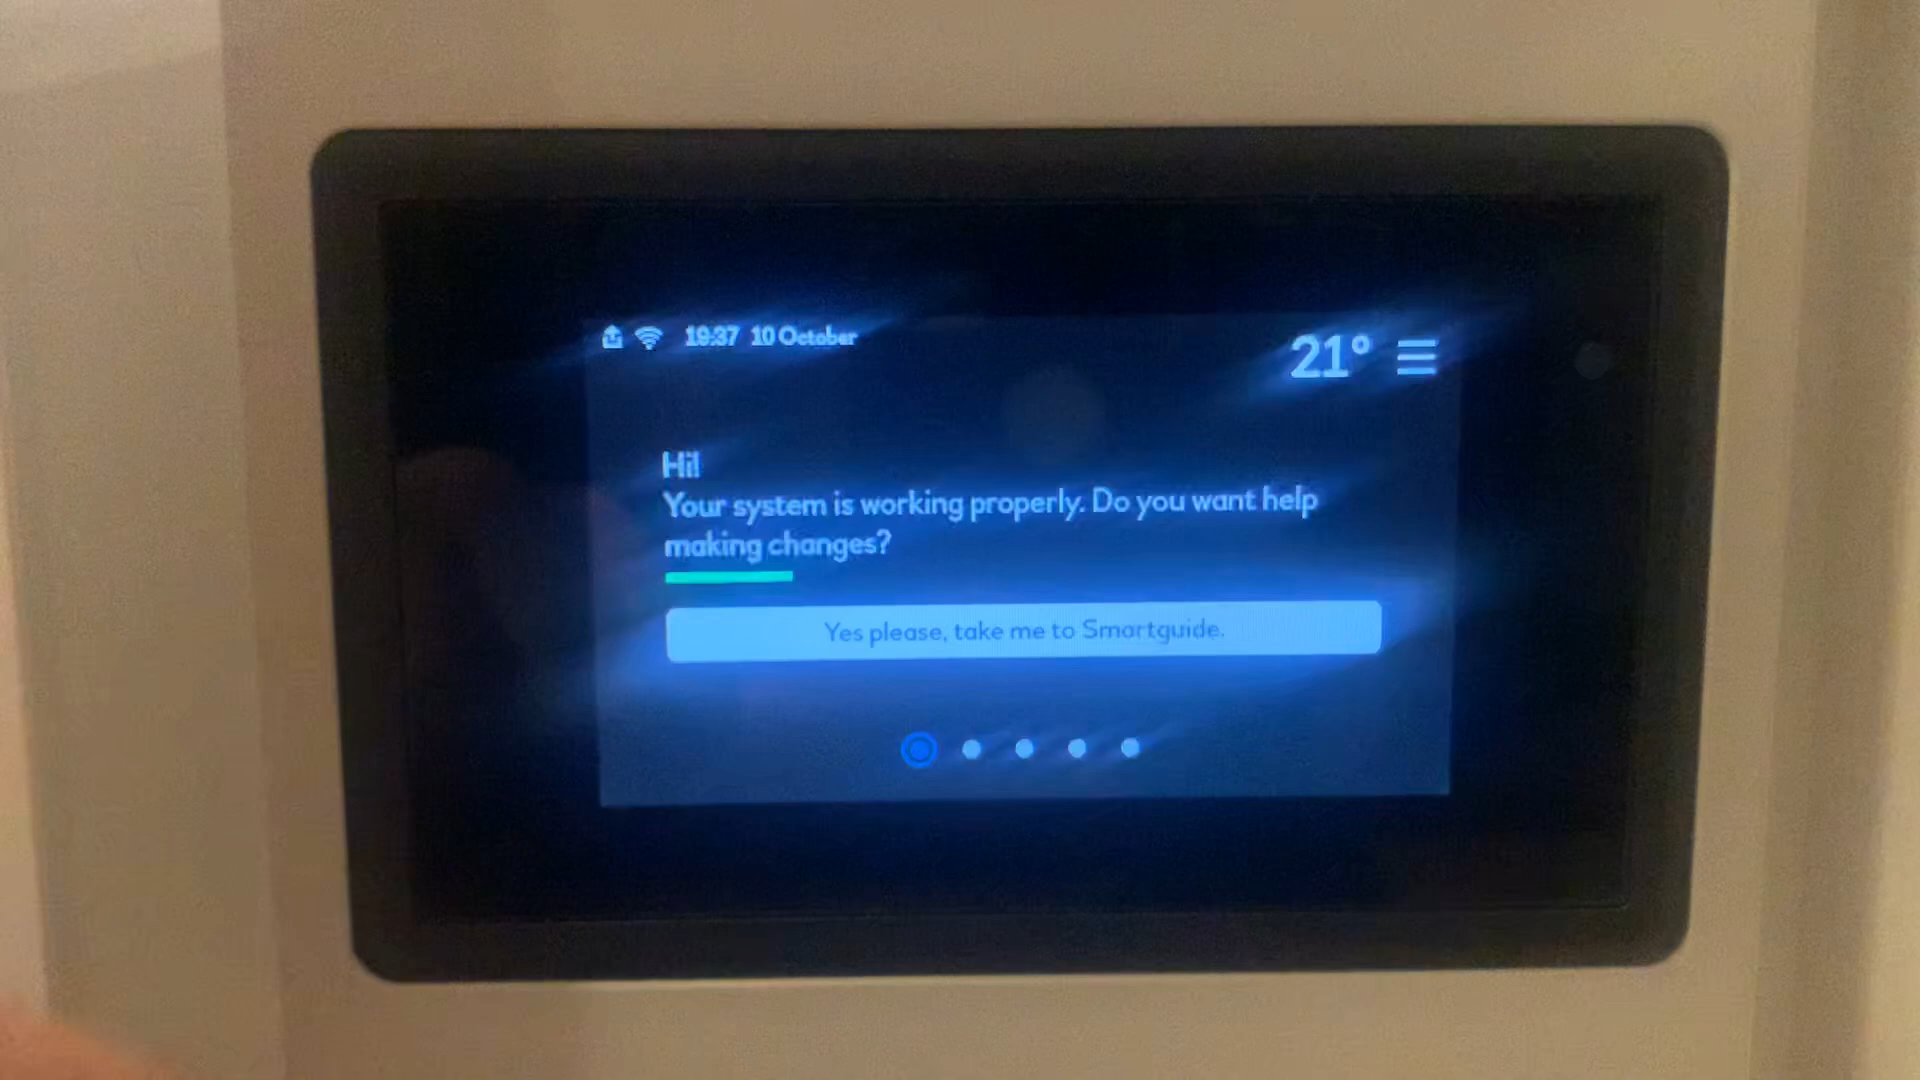 19:37 10 October
21°
Hi!
Your system is working properly. Do you want help
making changes?
Yes please, take me to Smartguide.